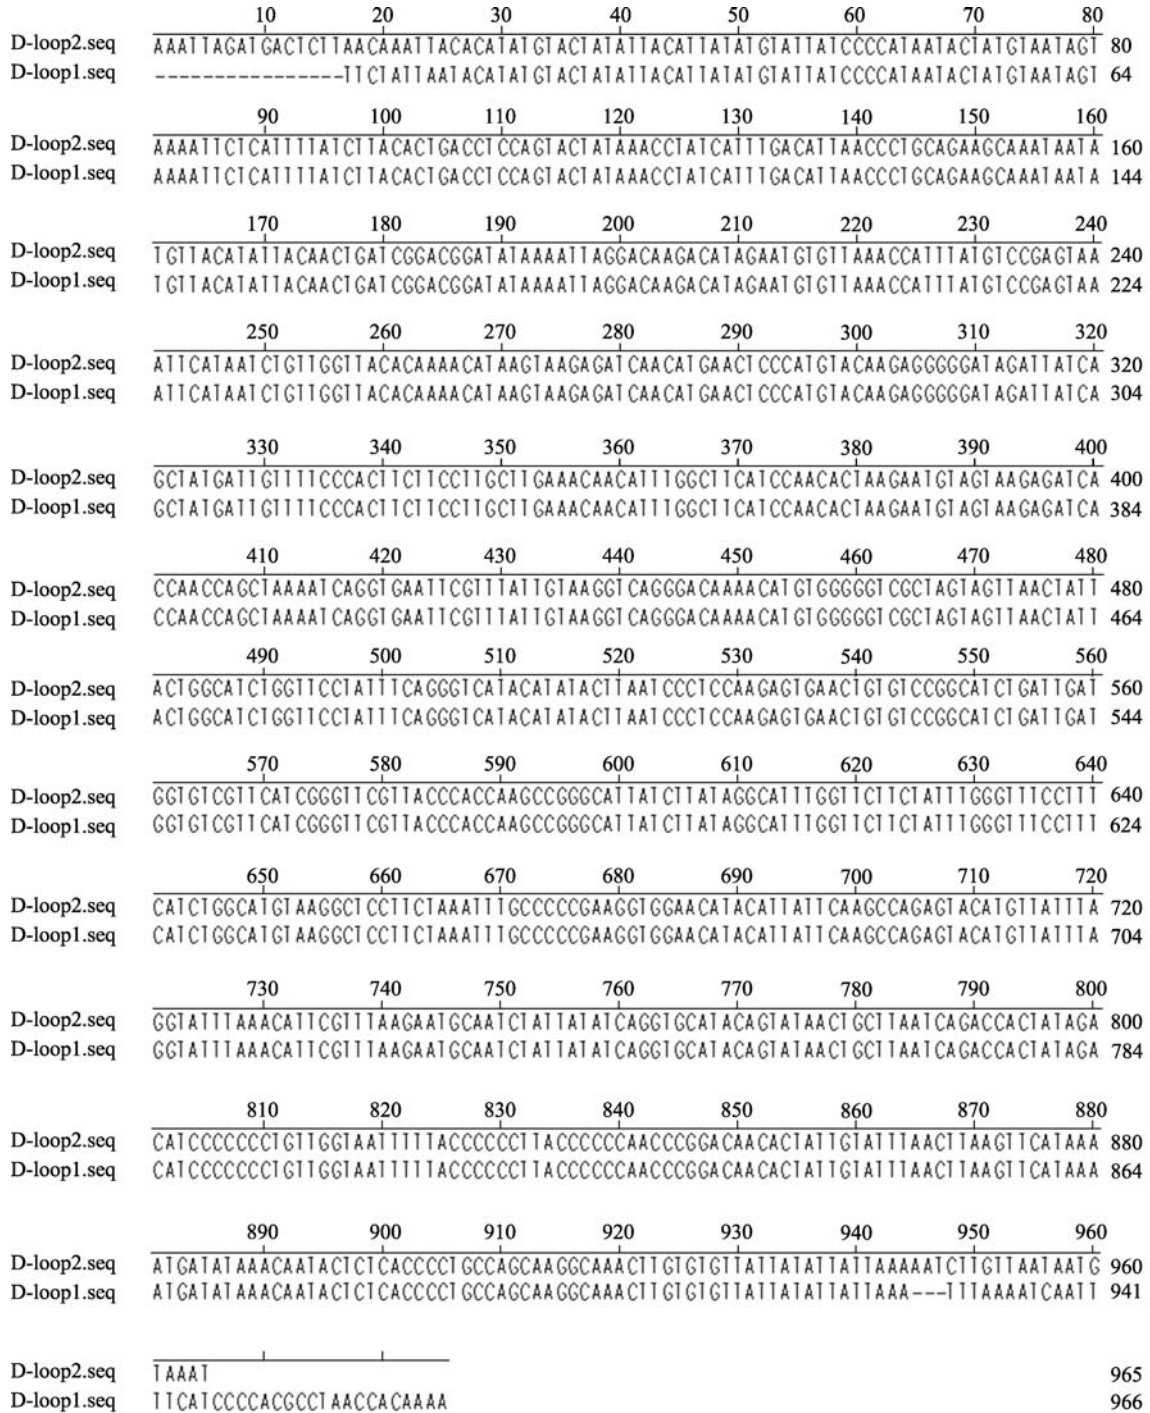 10 20 30 40 50 60 70 80
D-loop2.seq AAATTAGATGACTCTTAACAAATTACACATATGTACTATATTACATTATATGTATTATCCCCATAATACTATGTAATAGT 80
D-loop1.seq ----------------TTCTATTAATACATATGTACTATATTACATTATATGTATTATCCCCATAATACTATGTAATAGT 64
90 100 110 120 130 140 150 160
D-loop2.seq AAAATTCTCATTTTATCTTACACTGACCTCCAGTACTATAAACCTATCATTTGACATTAACCCTGCAGAAGCAAATAATA 160
D-loop1.seq AAAATTCTCATTTTATCTTACACTGACCTCCAGTACTATAAACCTATCATTTGACATTAACCCTGCAGAAGCAAATAATA 144
170 180 190 200 210 220 230 240
D-loop2.seq TGTTACATATTACAACTGATCGGACGGATATAAAATTAGGACAAGACATAGAATGTGTTAAACCATTTATGTCCGAGTAA 240
D-loop1.seq TGTTACATATTACAACTGATCGGACGGATATAAAATTAGGACAAGACATAGAATGTGTTAAACCATTTATGTCCGAGTAA 224
250 260 270 280 290 300 310 320
D-loop2.seq ATTCATAATCTGTTGGTTACACAAAACATAAGTAAGAGATCAACATGAACTCCCATGTACAAGAGGGGGATAGATTATCA 320
D-loop1.seq ATTCATAATCTGTTGGTTACACAAAACATAAGTAAGAGATCAACATGAACTCCCATGTACAAGAGGGGGATAGATTATCA 304
330 340 350 360 370 380 390 400
D-loop2.seq GCTATGATTGTTTTCCCACTTCTTCCTTGCTTGAAACAACATTTGGCTTCATCCAACACTAAGAATGTAGTAAGAGATCA 400
D-loop1.seq GCTATGATTGTTTTCCCACTTCTTCCTTGCTTGAAACAACATTTGGCTTCATCCAACACTAAGAATGTAGTAAGAGATCA 384
410 420 430 440 450 460 470 480
D-loop2.seq CCAACCAGCTAAAATCAGGTGAATTCGTTTATTGTAAGGTCAGGGACAAAACATGTGGGGGTCGCTAGTAGTTAACTATT 480
D-loop1.seq CCAACCAGCTAAAATCAGGTGAATTCGTTTATTGTAAGGTCAGGGACAAAACATGTGGGGGTCGCTAGTAGTTAACTATT 464
490 500 510 520 530 540 550 560
D-loop2.seq ACTGGCATCTGGTTCCTATTTCAGGGTCATACATATACTTAATCCCTCCAAGAGTGAACTGTGTCCGGCATCTGATTGAT 560
D-loop1.seq ACTGGCATCTGGTTCCTATTTCAGGGTCATACATATACTTAATCCCTCCAAGAGTGAACTGTGTCCGGCATCTGATTGAT 544
570 580 590 600 610 620 630 640
D-loop2.seq GGTGTCGTTCATCGGGTTCGTTACCCACCAAGCCGGGCATTATCTTATAGGCATTTGGTTCTTCTATTTGGGTTTCCTTT 640
D-loop1.seq GGTGTCGTTCATCGGGTTCGTTACCCACCAAGCCGGGCATTATCTTATAGGCATTTGGTTCTTCTATTTGGGTTTCCTTT 624
650 660 670 680 690 700 710 720
D-loop2.seq CATCTGGCATGTAAGGCTCCTTCTAAATTTGCCCCCGAAGGTGGAACATACATTATTCAAGCCAGAGTACATGTTATTTA 720
D-loop1.seq CATCTGGCATGTAAGGCTCCTTCTAAATTTGCCCCCGAAGGTGGAACATACATTATTCAAGCCAGAGTACATGTTATTTA 704
730 740 750 760 770 780 790 800
D-loop2.seq GGTATTTAAACATTCGTTTAAGAATGCAATCTATTATATCAGGTGCATACAGTATAACTGCTTAATCAGACCACTATAGA 800
D-loop1.seq GGTATTTAAACATTCGTTTAAGAATGCAATCTATTATATCAGGTGCATACAGTATAACTGCTTAATCAGACCACTATAGA 784
810 820 830 840 850 860 870 880
D-loop2.seq CATCCCCCCCTGTTGGTAATTTTTACCCCCCTTACCCCCCAACCCGGACAACACTATTGTATTTAACTTAAGTTCATAAA 880
D-loop1.seq CATCCCCCCCTGTTGGTAATTTTTACCCCCCTTACCCCCCAACCCGGACAACACTATTGTATTTAACTTAAGTTCATAAA 864
890 900 910 920 930 940 950 960
D-loop2.seq ATGATATAAACAATACTCTCACCCCTGCCAGCAAGGCAAACTTGTGTGTTATTATATTATTAAAAATCTTGTTAATAATG 960
D-loop1.seq ATGATATAAACAATACTCTCACCCCTGCCAGCAAGGCAAACTTGTGTGTTATTATATTATTAAA---TTTAAAATCAATT 941
D-loop2.seq TAAAT 965
D-loop1.seq TTCATCCCCACGCCTAACCACAAAA 966